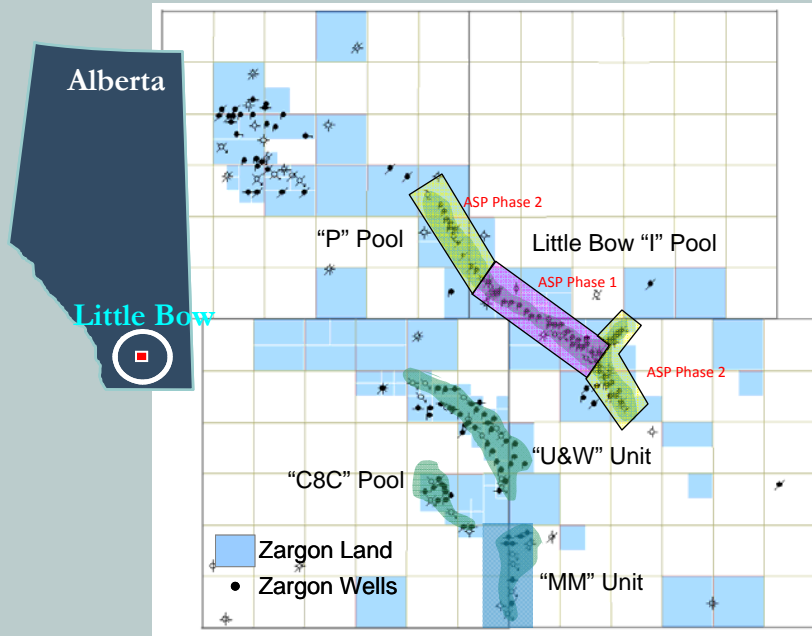 Alberta
Little Bow
ASP Phase 2
“P” Pool
Little Bow “I” Pool
ASP Phase 1
ASP Phase 2
“U&W” Unit
“C8C” Pool
Zargon Land
Zargon Wells
“MM” Unit